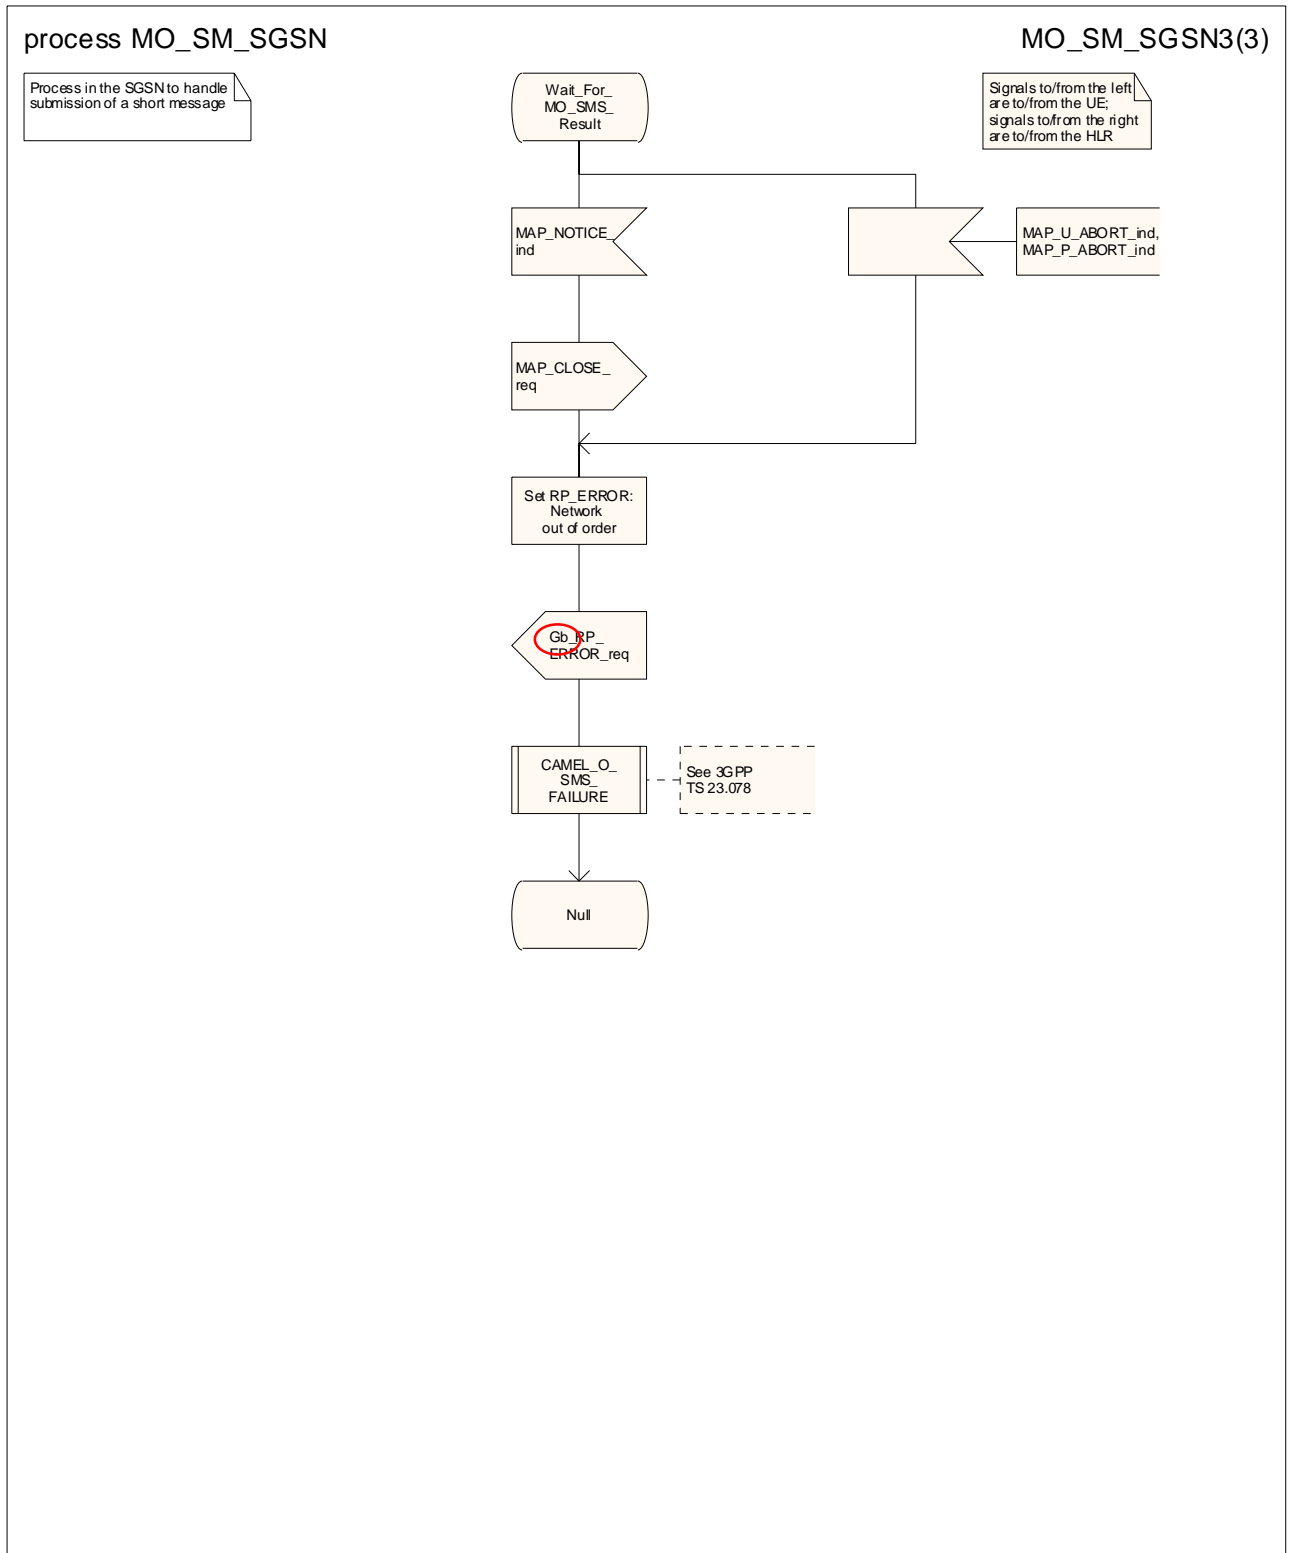 process MO_SM_SGSN
MO_SM_SGSN3(3)
Process in the SGSN to handle
submission of a short message
Wait_For_
MO_SMS_
Result
Signals to/from the left
are to/from the UE;
signals to/from the right
are to/from the HLR
MAP_NOTICE_
ind
MAP_U_ABORT_ind,
MAP_P_ABORT_ind
MAP_CLOSE_
req
Set RP_ERROR:
Network
out of order
Gb_RP_
ERROR_req
CAMEL_O_
SMS_
FAILURE
See 3GPP
TS 23.078
Null